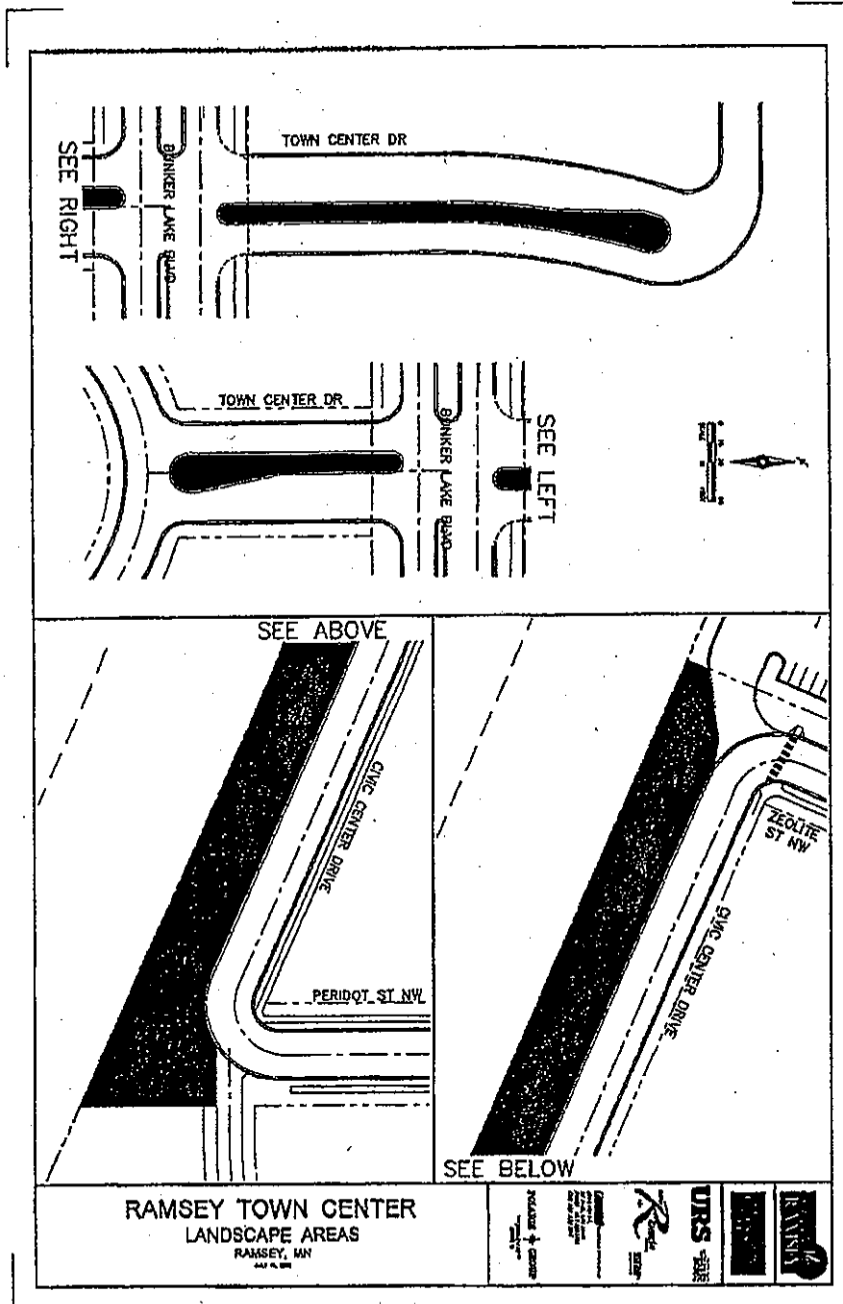 TOWN CENTER DR
BUNKER LAKE BLVD
SEE RIGHT
TOWN CENTER DR
BUNKER LAKE BLVD
SEE LEFT
SEE ABOVE
CIVIC CENTER DRIVE
PERIDOT ST NW
ZEOLITE
ST NW
CIVIC CENTER DRIVE
SEE BELOW
RAMSEY TOWN CENTER
LANDSCAPE AREAS
RAMSEY, MN
URS
RAMSEY